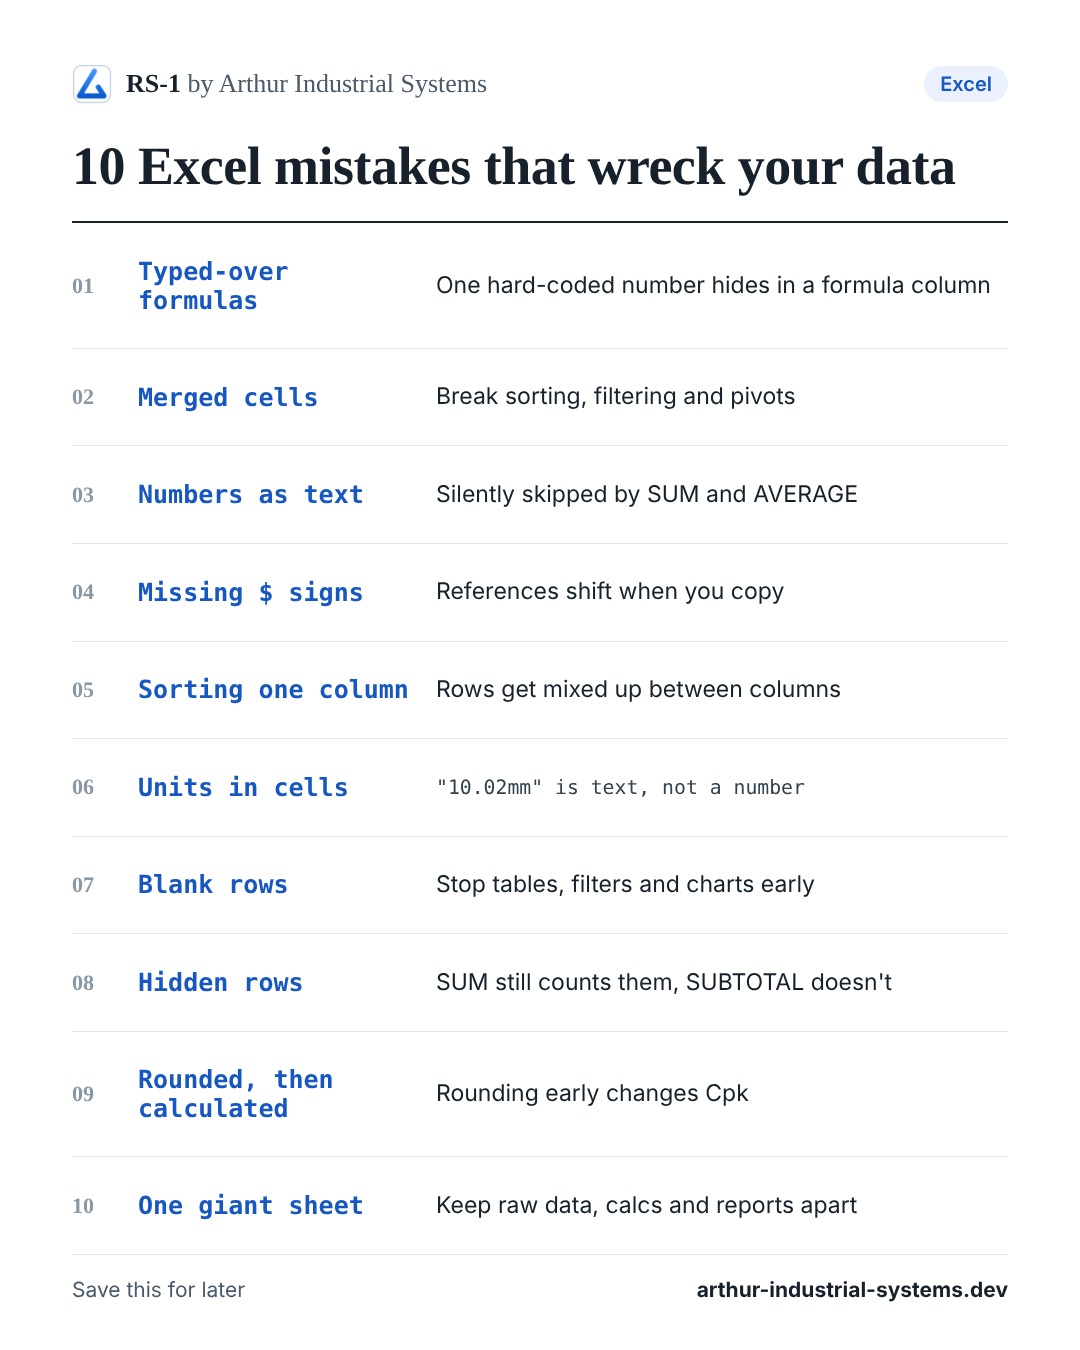 RS-1 by Arthur Industrial Systems
Excel
10 Excel mistakes that wreck your data
01 Typed-over formulas One hard-coded number hides in a formula column
02 Merged cells Break sorting, filtering and pivots
03 Numbers as text Silently skipped by SUM and AVERAGE
04 Missing $ signs References shift when you copy
05 Sorting one column Rows get mixed up between columns
06 Units in cells "10.02mm" is text, not a number
07 Blank rows Stop tables, filters and charts early
08 Hidden rows SUM still counts them, SUBTOTAL doesn't
09 Rounded, then calculated Rounding early changes Cpk
10 One giant sheet Keep raw data, calcs and reports apart
Save this for later
arthur-industrial-systems.dev